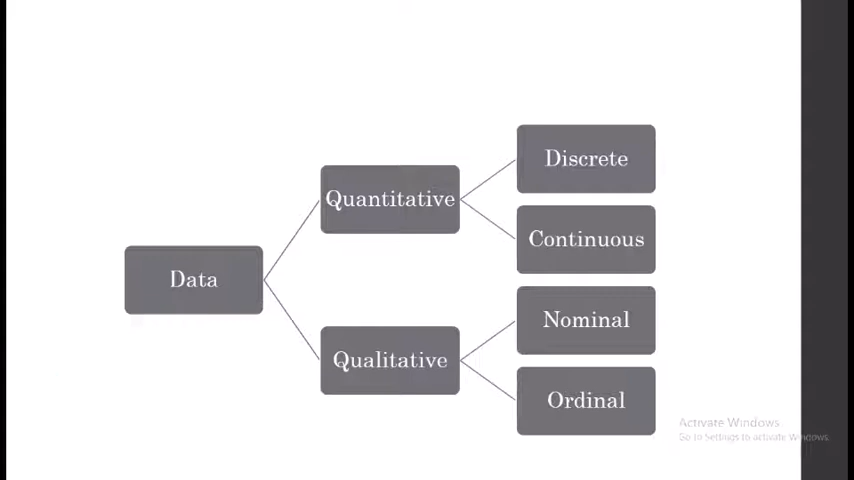 Data
Quantitative
Discrete
Continuous
Qualitative
Nominal
Ordinal
Activate Windows
Go to Settings to activate Windows.